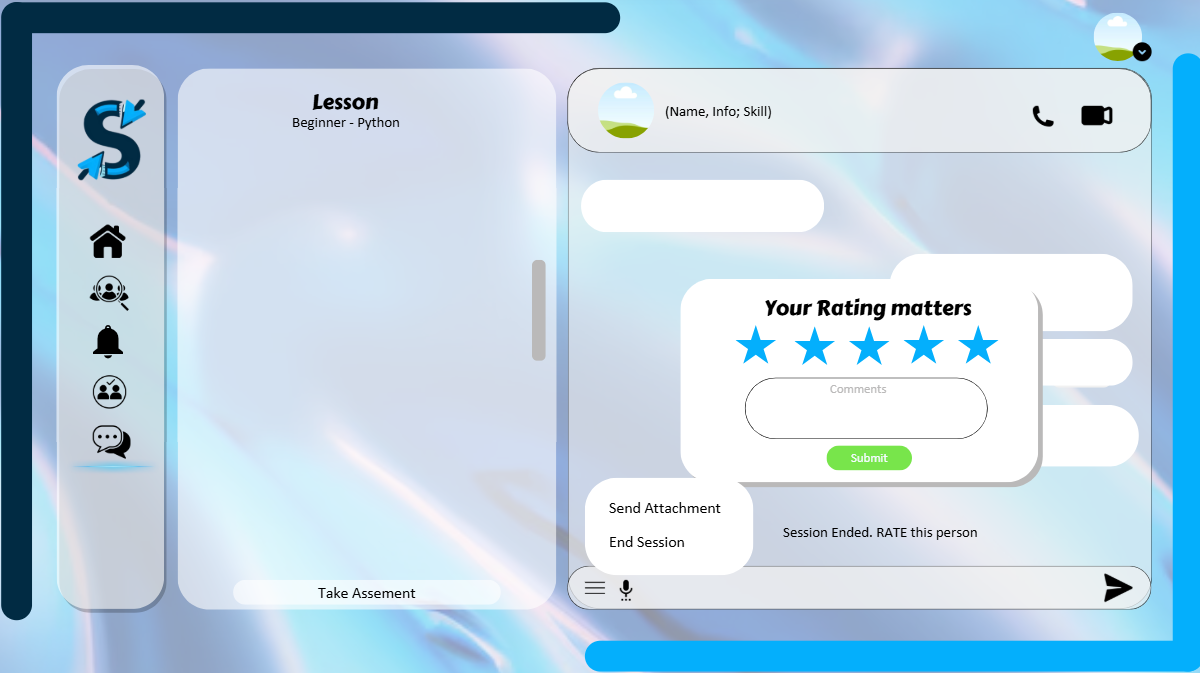 Lesson
Beginner - Python
Take Assement
(Name, Info; Skill)
Your Rating matters
Comments
Submit
Send Attachment
End Session
Session Ended. RATE this person